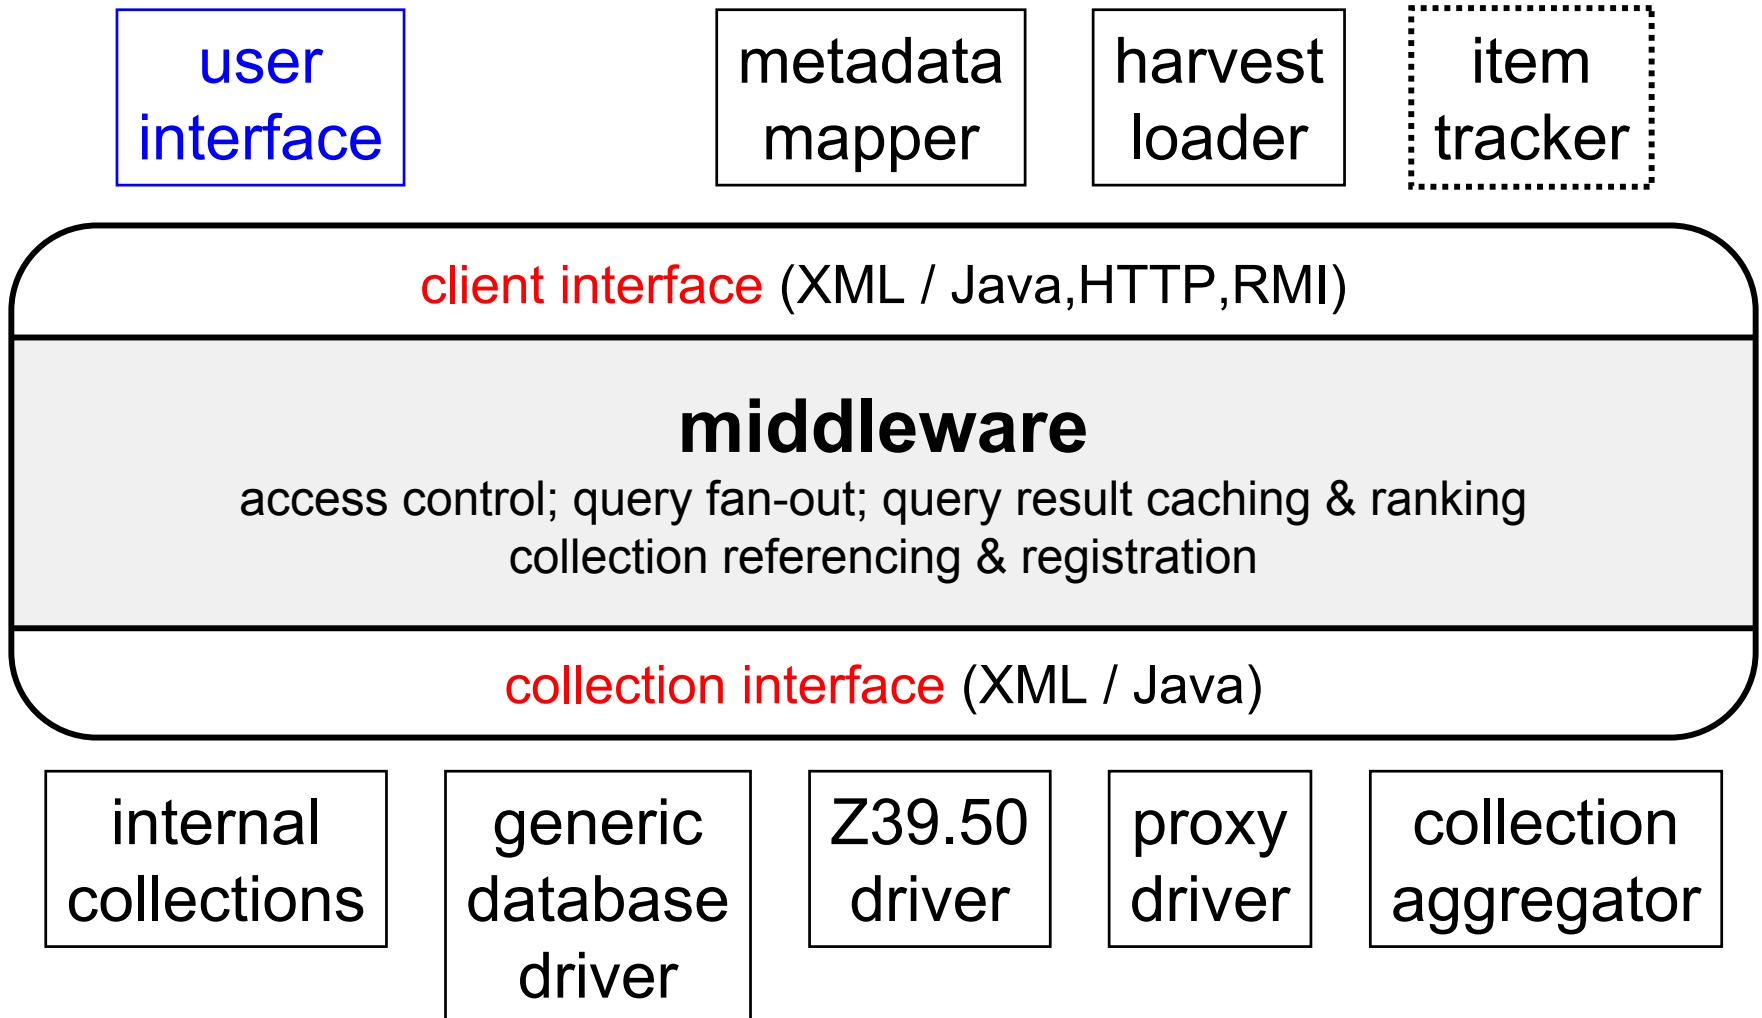 user
interface
metadata
mapper
harvest
loader
item
tracker
client interface (XML / Java,HTTP,RMI)
middleware
access control; query fan-out; query result caching & ranking
collection referencing & registration
collection interface (XML / Java)
internal
collections
generic
database
driver
Z39.50
driver
proxy
driver
collection
aggregator